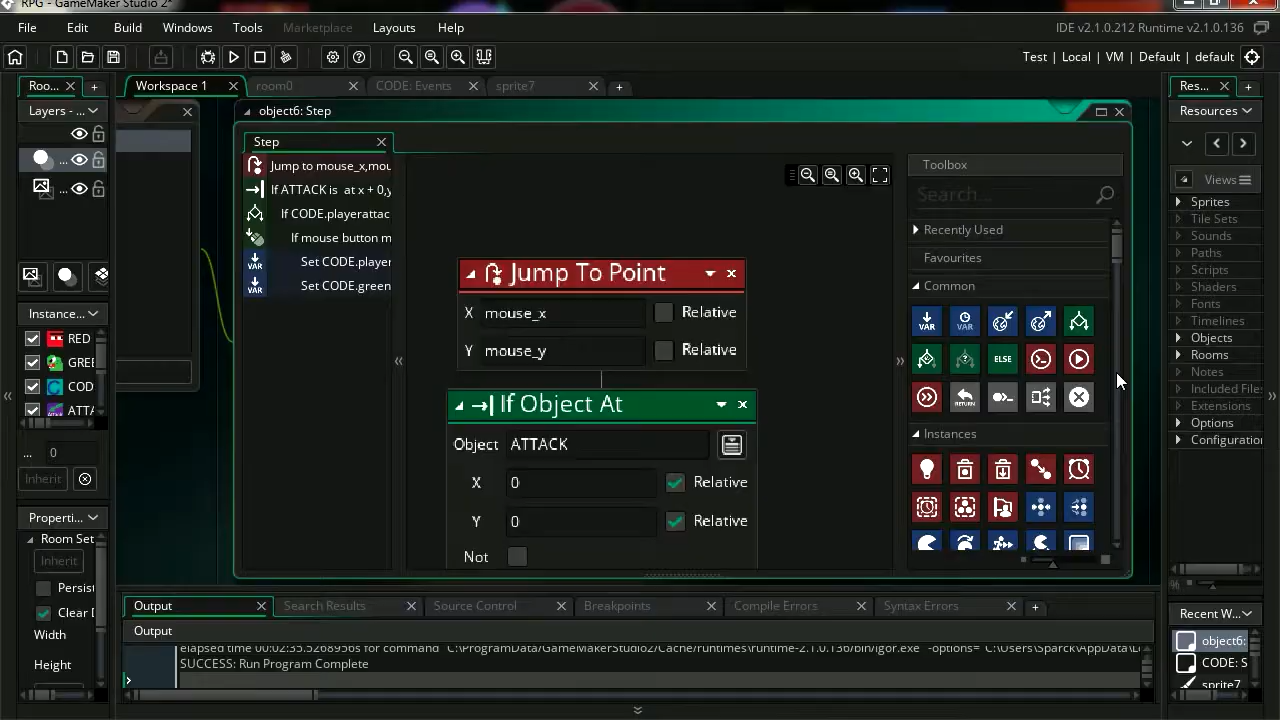 RPG - GameMaker Studio 2*
File Edit Build Windows Tools Marketplace Layouts Help
IDE v2.1.0.212 Runtime v2.1.0.136
Test | Local | VM | Default | default
Roo...
Workspace 1
room0
CODE: Events
sprite7
Res...
Layers - ...
object6: Step
Resources
Step
Toolbox
Jump to mouse_x,mou
If ATTACK is at x + 0,y
If CODE.playerattac
If mouse button m
Set CODE.player
Set CODE.green
Search...
Views
Recently Used
Favourites
Common
Sprites
Tile Sets
Sounds
Paths
Scripts
Shaders
Fonts
Timelines
Objects
Rooms
Notes
Included File
Extensions
Options
Configuration
Jump To Point
X mouse_x Relative
Y mouse_y Relative
ELSE
RETURN
VAR
VAR
If Object At
Object ATTACK
X 0 Relative
Y 0 Relative
Not
Instances
Instance...
RED
GREE
COD
ATTA
... 0
Inherit
Properti...
Room Set
Inherit
Persis
Clear D
Width
Height
Output
Search Results
Source Control
Breakpoints
Compile Errors
Syntax Errors
Output
SUCCESS: Run Program Complete
Recent W...
object6:
CODE: S
sprite7